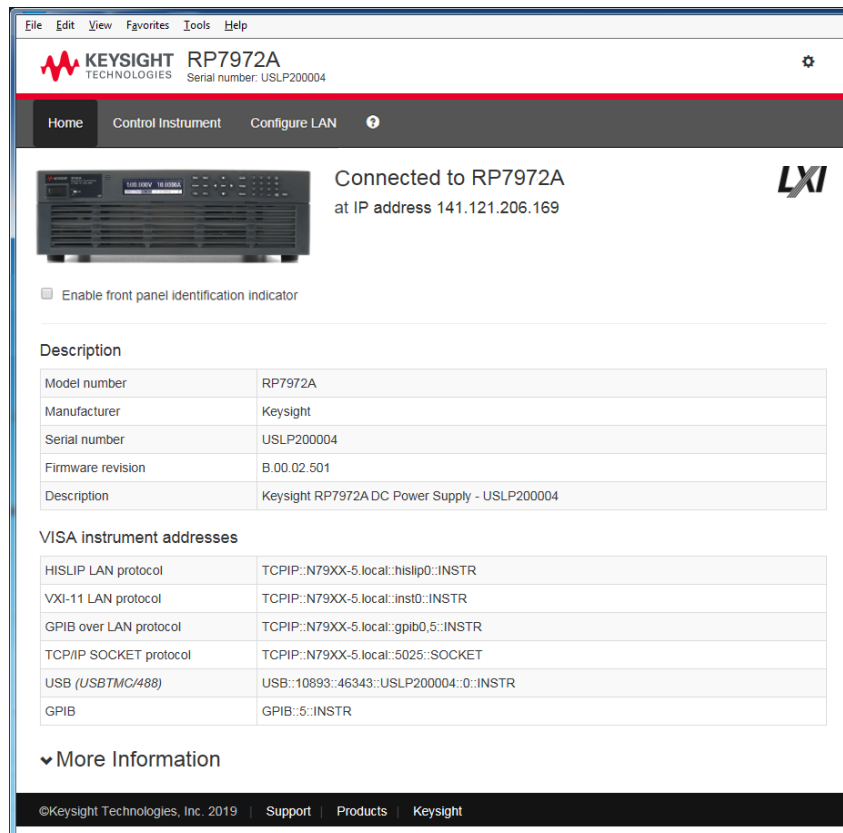 File Edit View Favorites Tools Help
KEYSIGHT TECHNOLOGIES
RP7972A
Serial number: USLP200004
Home Control Instrument Configure LAN ?
Connected to RP7972A
at IP address 141.121.206.169
LXI
Enable front panel identification indicator
Description
Model number RP7972A
Manufacturer Keysight
Serial number USLP200004
Firmware revision B.00.02.501
Description Keysight RP7972A DC Power Supply - USLP200004
VISA instrument addresses
HISLIP LAN protocol TCPIP::N79XX-5.local::hislip0::INSTR
VXI-11 LAN protocol TCPIP::N79XX-5.local::inst0::INSTR
GPIB over LAN protocol TCPIP::N79XX-5.local::gpib0,5::INSTR
TCP/IP SOCKET protocol TCPIP::N79XX-5.local::5025::SOCKET
USB (USBTMC/488) USB::10893::46343::USLP200004::0::INSTR
GPIB GPIB::5::INSTR
More Information
©Keysight Technologies, Inc. 2019 | Support | Products | Keysight